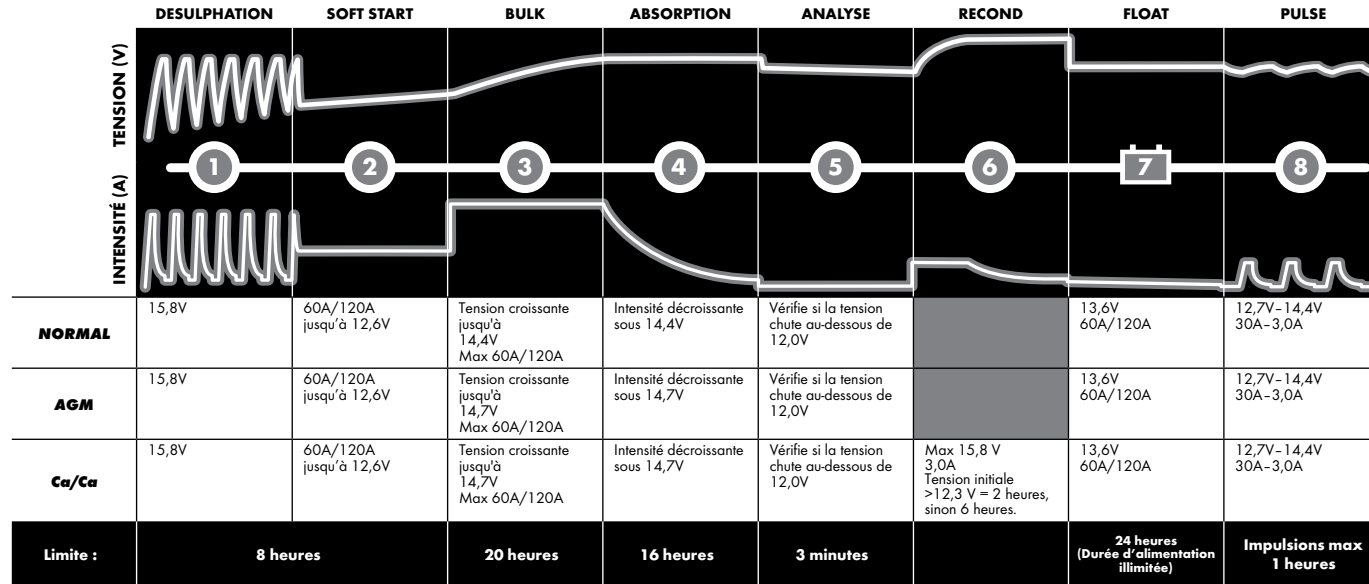 DESULPHATION SOFT START BULK ABSORPTION ANALYSE RECOND FLOAT PULSE
TENSION (V)
1 2 3 4 5 6 7 8
INTENSITÉ (A)
NORMAL
15,8V
60A/120A
jusqu’à 12,6V
Tension croissante
jusqu'à
14,4V
Max 60A/120A
Intensité décroissante
sous 14,4V
Vérifie si la tension
chute au-dessous de
12,0V
13,6V
60A/120A
12,7V–14,4V
30A–3,0A
AGM
15,8V
60A/120A
jusqu’à 12,6V
Tension croissante
jusqu'à
14,7V
Max 60A/120A
Intensité décroissante
sous 14,7V
Vérifie si la tension
chute au-dessous de
12,0V
13,6V
60A/120A
12,7V–14,4V
30A–3,0A
Ca/Ca
15,8V
60A/120A
jusqu’à 12,6V
Tension croissante
jusqu'à
14,7V
Max 60A/120A
Intensité décroissante
sous 14,7V
Vérifie si la tension
chute au-dessous de
12,0V
Max 15,8 V
3,0A
Tension initiale
>12,3 V = 2 heures,
sinon 6 heures.
13,6V
60A/120A
12,7V–14,4V
30A–3,0A
Limite :
8 heures
20 heures
16 heures
3 minutes
24 heures
(Durée d’alimentation
illimitée)
Impulsions max
1 heures